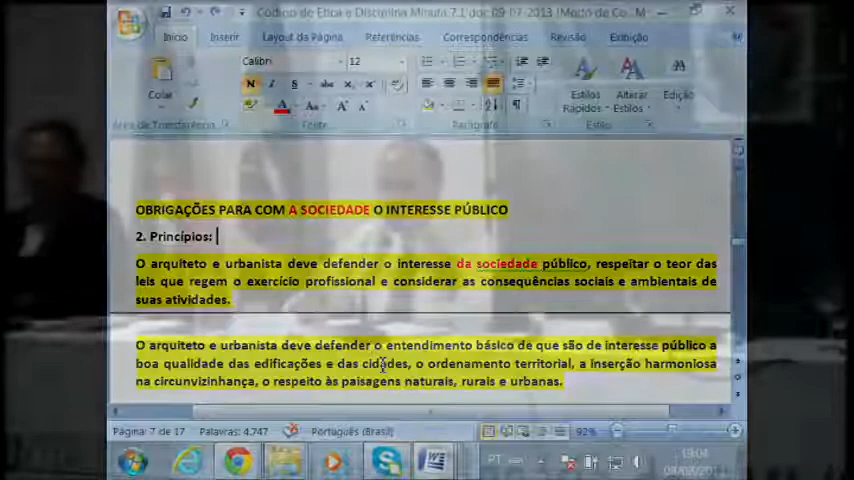 Código de Ética e Disciplina Minuta 7.1 doc 09-07-2013 [Modo de Co... M
Início Inserir Layout da Página Referências Correspondências Revisão Exibição
Calibri 12
Colar
N I S
Aa A A
Estilos Rápidos
Alterar Estilos
Edição
Área de Transferência Fonte Parágrafo Estilo
OBRIGAÇÕES PARA COM A SOCIEDADE O INTERESSE PÚBLICO
2. Princípios:
O arquiteto e urbanista deve defender o interesse da sociedade público, respeitar o teor das
leis que regem o exercício profissional e considerar as consequências sociais e ambientais de
suas atividades.
O arquiteto e urbanista deve defender o entendimento básico de que são de interesse público a
boa qualidade das edificações e das cidades, o ordenamento territorial, a inserção harmoniosa
na circunvizinhança, o respeito às paisagens naturais, rurais e urbanas.
Página: 7 de 17 Palavras: 4.747 Português (Brasil) 92%
PT 13:04